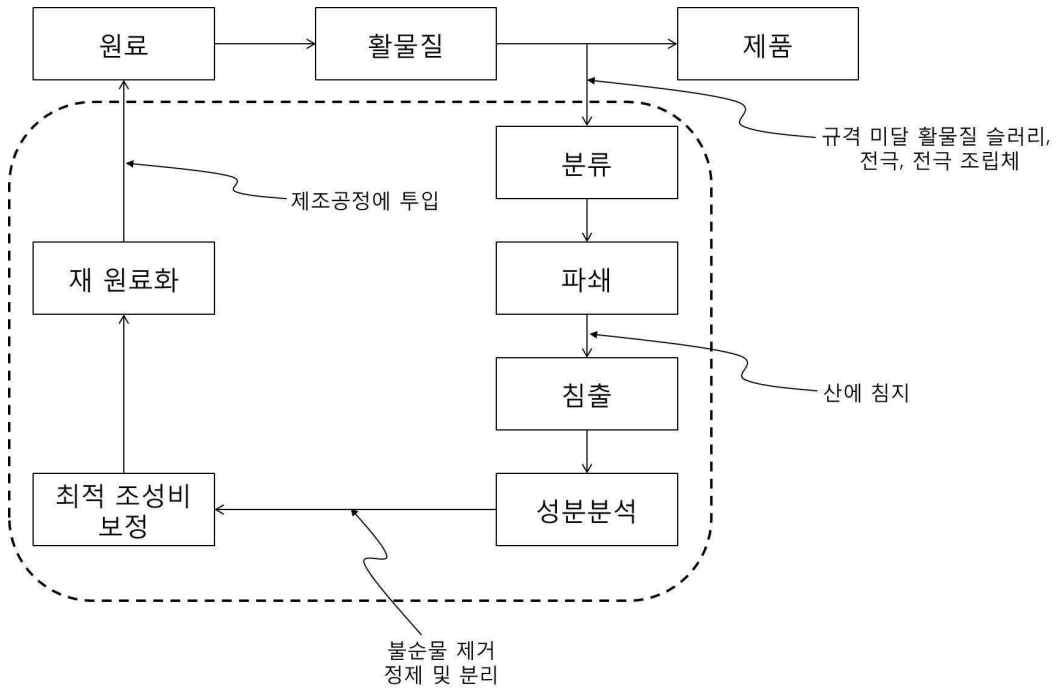 원료
활물질
제품
규격 미달 활물질 슬러리,
전극, 전극 조립체
분류
제조공정에 투입
재 원료화
파쇄
산에 침지
침출
최적 조성비
보정
성분분석
불순물 제거
정제 및 분리